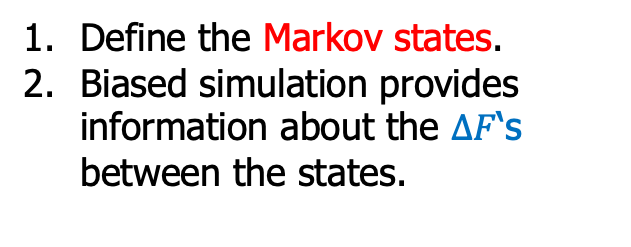 1. Define the Markov states.
2. Biased simulation provides
information about the ΔF‵s
between the states.